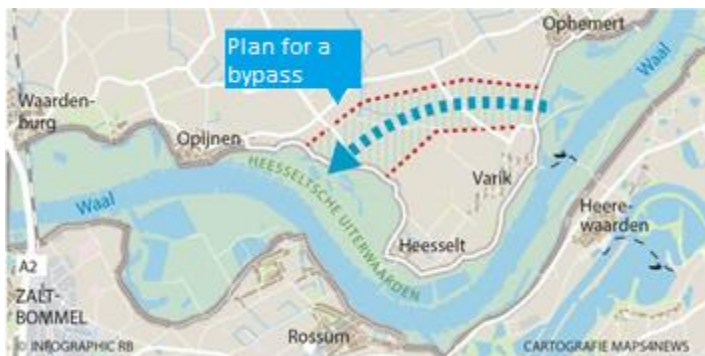 Ophemert
Plan for a
bypass
Waal
Waarden-
burg
Opijnen
Varik
HEESSELTSCHE UITERWAARDEN
Waal
Heere-
waarden
Heesselt
A2
ZALT-
BOMMEL
Rossum
© INFOGRAPHIC RB
CARTOGRAFIE MAPS4NEWS